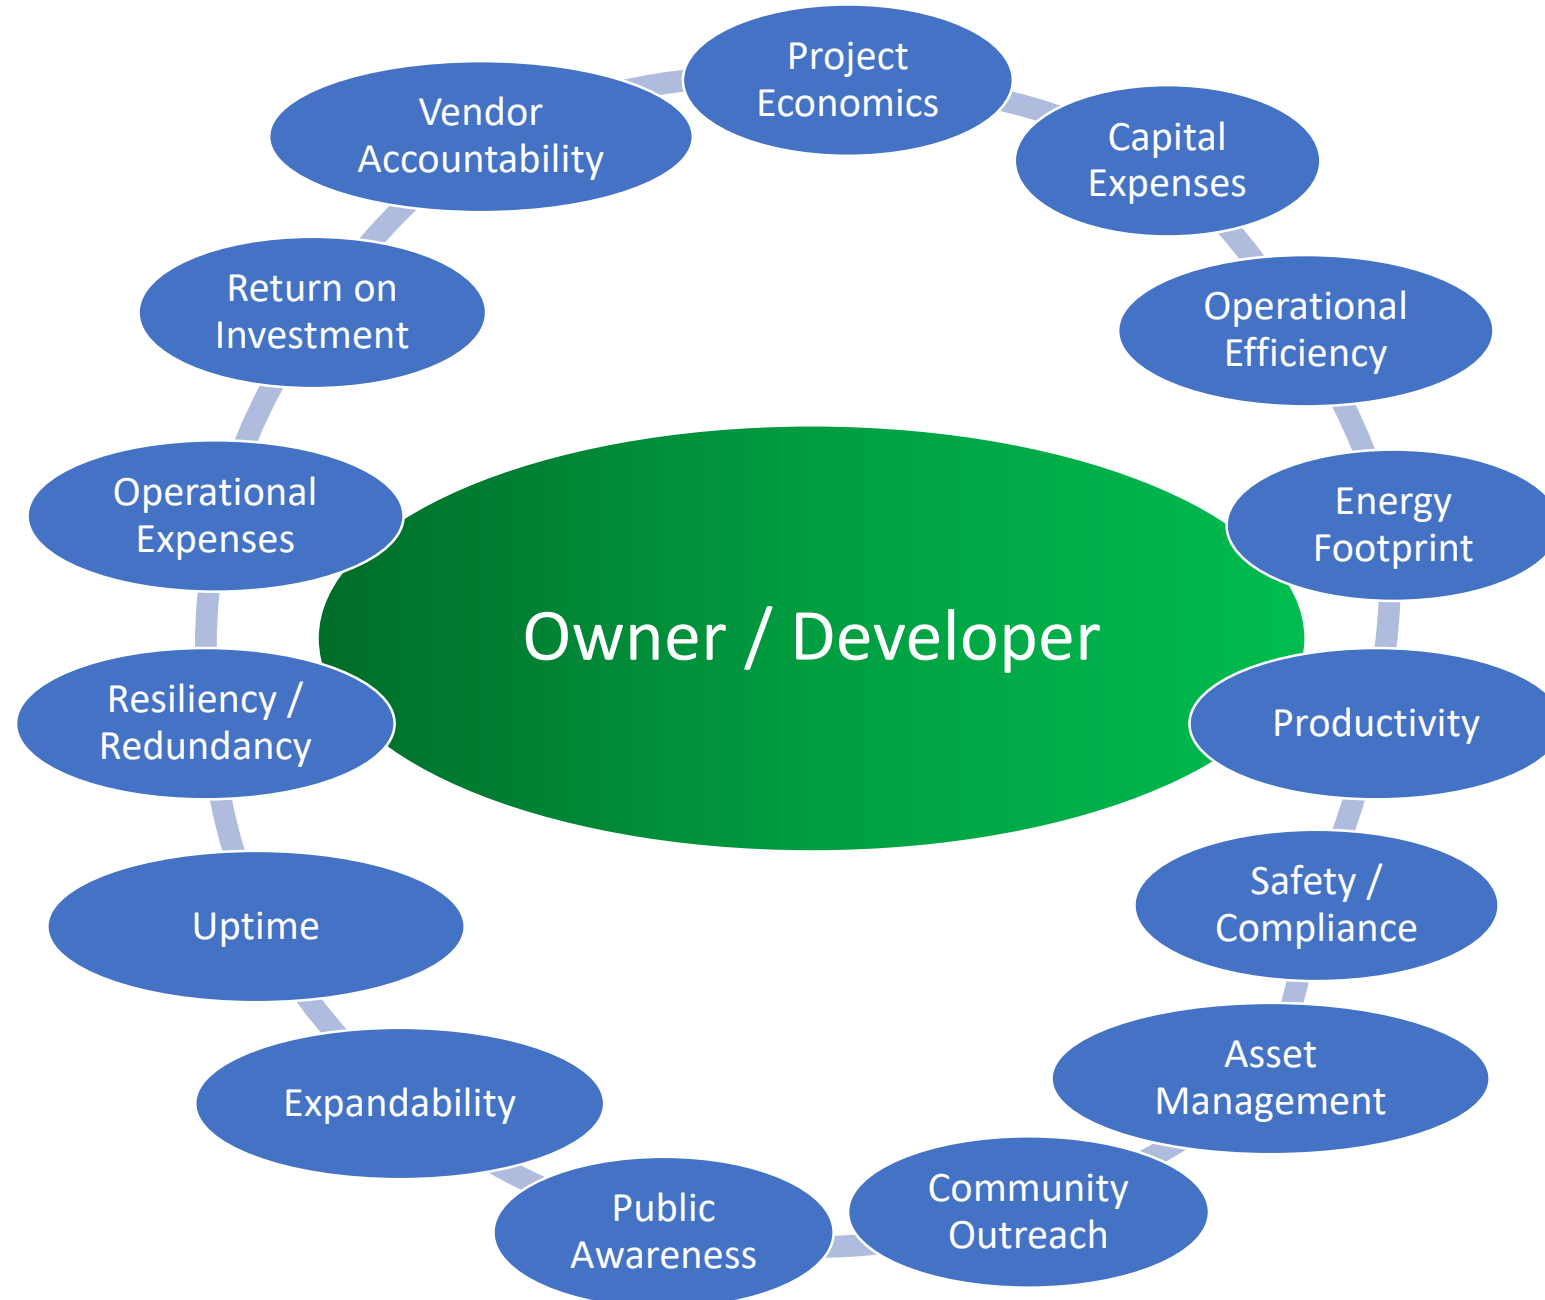 Project
Economics
Capital
Expenses
Operational
Efficiency
Energy
Footprint
Productivity
Safety /
Compliance
Asset
Management
Community
Outreach
Public
Awareness
Expandability
Uptime
Resiliency /
Redundancy
Operational
Expenses
Return on
Investment
Vendor
Accountability
Owner / Developer